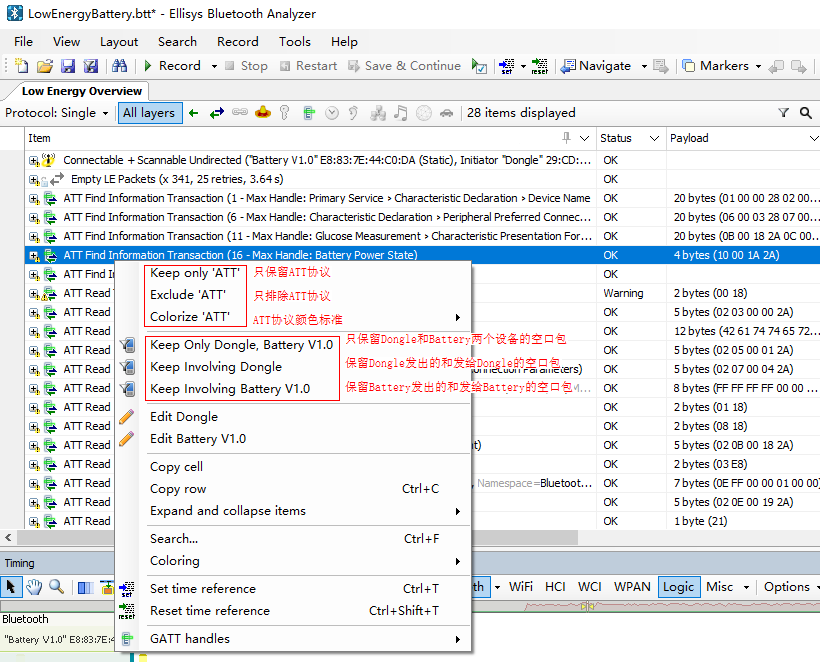 LowEnergyBattery.btt* - Ellisys Bluetooth Analyzer
File View Layout Search Record Tools Help
Record Stop Restart Save & Continue set reset Navigate Markers
Low Energy Overview
Protocol: Single All layers 28 items displayed
Item Status Payload
Connectable + Scannable Undirected ("Battery V1.0" E8:83:7E:44:C0:DA (Static), Initiator "Dongle" 29:CD:... OK
Empty LE Packets (x 341, 25 retries, 3.64 s) OK
ATT Find Information Transaction (1 - Max Handle: Primary Service > Characteristic Declaration > Device Name OK 20 bytes (01 00 00 28 02 00...
ATT Find Information Transaction (6 - Max Handle: Characteristic Declaration > Peripheral Preferred Connec... OK 20 bytes (06 00 03 28 07 00...
ATT Find Information Transaction (11 - Max Handle: Glucose Measurement > Characteristic Presentation For... OK 20 bytes (0B 00 18 2A 0C 00...
ATT Find Information Transaction (16 - Max Handle: Battery Power State) OK 4 bytes (10 00 1A 2A)
ATT Find I OK
Keep only 'ATT' 只保留ATT协议
ATT Read Warning 2 bytes (00 18)
Exclude 'ATT' 只排除ATT协议
ATT Read OK 5 bytes (02 03 00 00 2A)
Colorize 'ATT' ATT协议颜色标准
ATT Read OK 12 bytes (42 61 74 74 65 72...
Keep Only Dongle, Battery V1.0 只保留Dongle和Battery两个设备的空口包
ATT Read OK 5 bytes (02 05 00 01 2A)
Keep Involving Dongle 保留Dongle发出的和发给Dongle的空口包
ATT Read onnection Parameters) OK 5 bytes (02 07 00 04 2A)
Keep Involving Battery V1.0 保留Battery发出的和发给Battery的空口包
ATT Read M... OK 8 bytes (FF FF FF FF 00 00 ...
ATT Read OK 2 bytes (01 18)
Edit Dongle
ATT Read OK 2 bytes (08 18)
Edit Battery V1.0
ATT Read t) OK 5 bytes (02 0B 00 18 2A)
Copy cell
ATT Read OK 2 bytes (03 E8)
Copy row Ctrl+C
ATT Read , Namespace=Bluetoot... OK 7 bytes (0E FF 00 00 01 00 00)
ATT Read OK 5 bytes (02 0E 00 19 2A)
Expand and collapse items
ATT Read OK 1 byte (21)
Search... Ctrl+F
Timing
Coloring
th WiFi HCI WCI WPAN Logic Misc Options
Set time reference Ctrl+T
set
Reset time reference Ctrl+Shift+T
reset
Bluetooth
GATT handles
"Battery V1.0" E8:83:7E:4